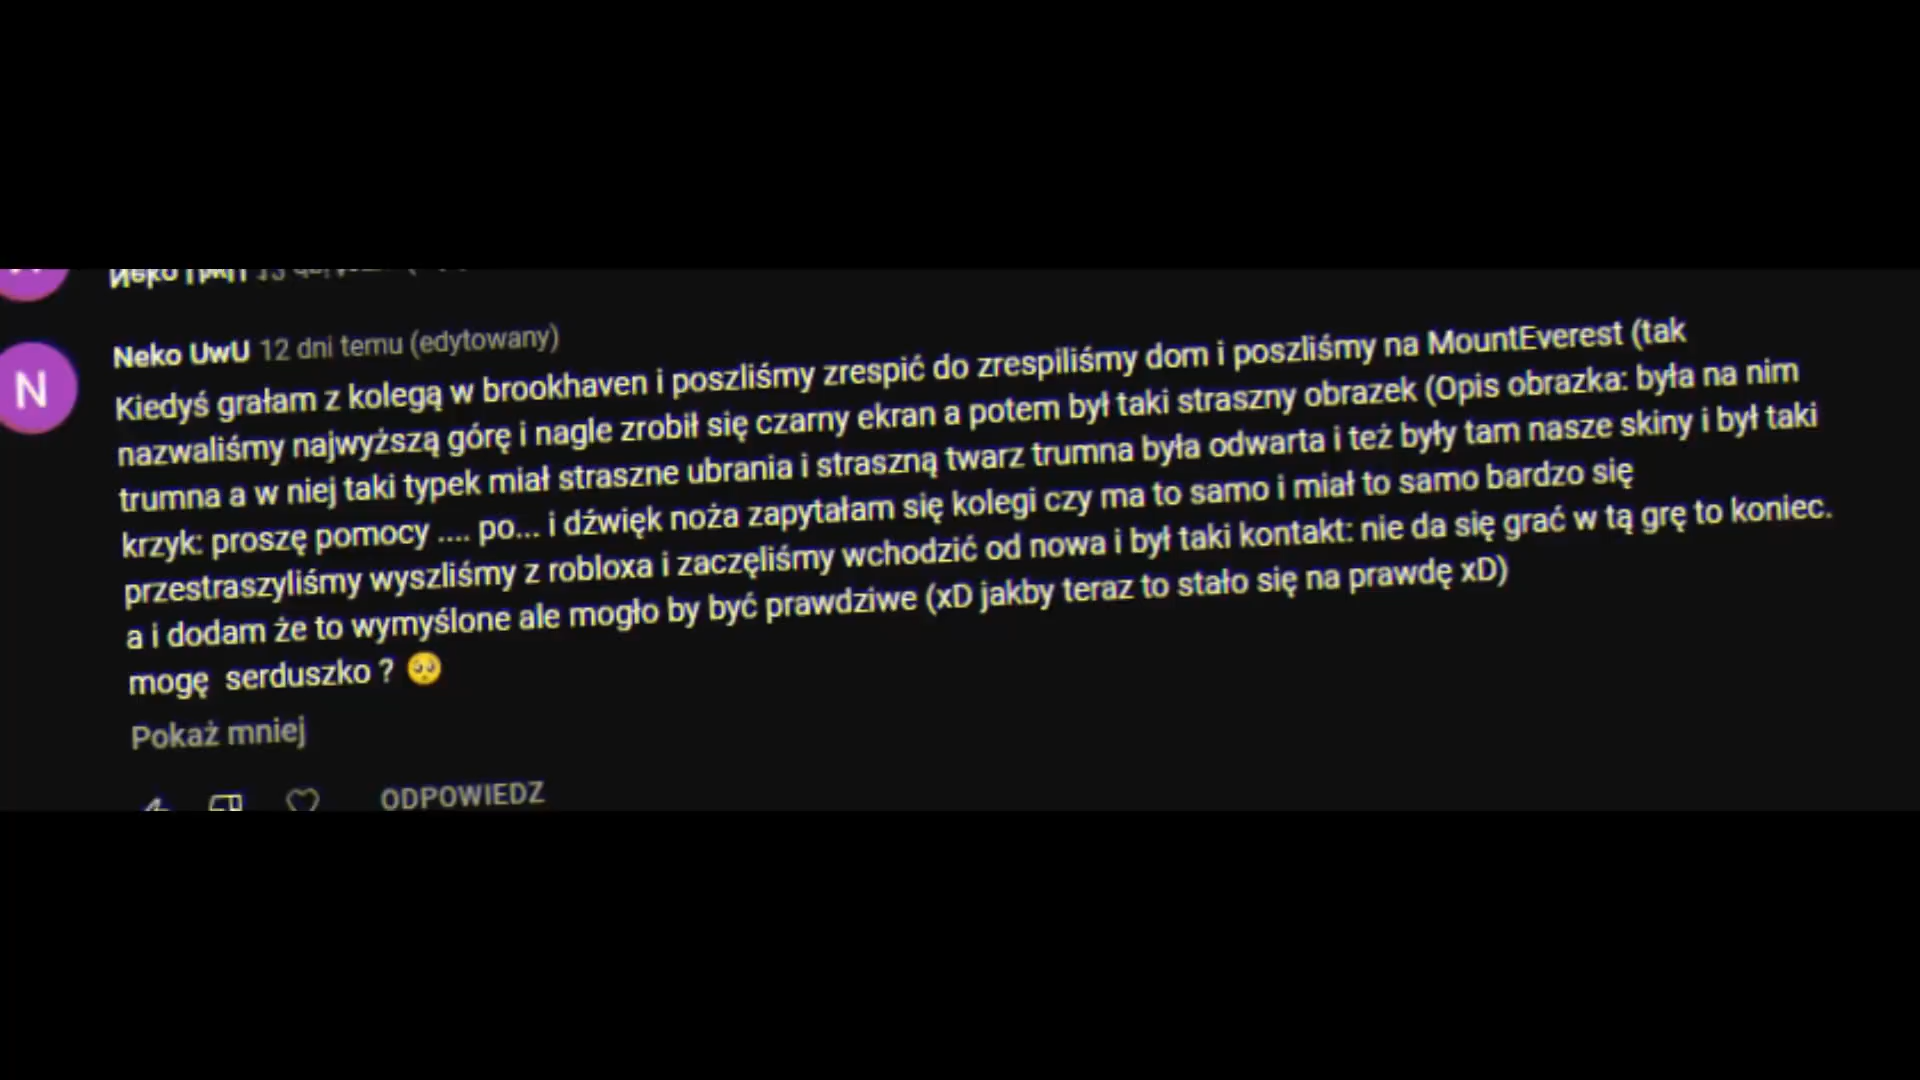 Neko UwU 12 dni temu (edytowany)
Kiedyś grałam z kolegą w brookhaven i poszliśmy zrespić do zrespiliśmy dom i poszliśmy na MountEverest (tak
nazwaliśmy najwyższą górę i nagle zrobił się czarny ekran a potem był taki straszny obrazek (Opis obrazka: była na nim
trumna a w niej taki typek miał straszne ubrania i straszną twarz trumna była odwarta i też były tam nasze skiny i był taki
krzyk: proszę pomocy .... po... i dźwięk noża zapytałam się kolegi czy ma to samo i miał to samo bardzo się
przestraszyliśmy wyszliśmy z robloxa i zaczęliśmy wchodzić od nowa i był taki kontakt: nie da się grać w tą grę to koniec.
a i dodam że to wymyślone ale mogło by być prawdziwe (xD jakby teraz to stało się na prawdę xD)
mogę serduszko ? 🥺
Pokaż mniej
ODPOWIEDZ
N